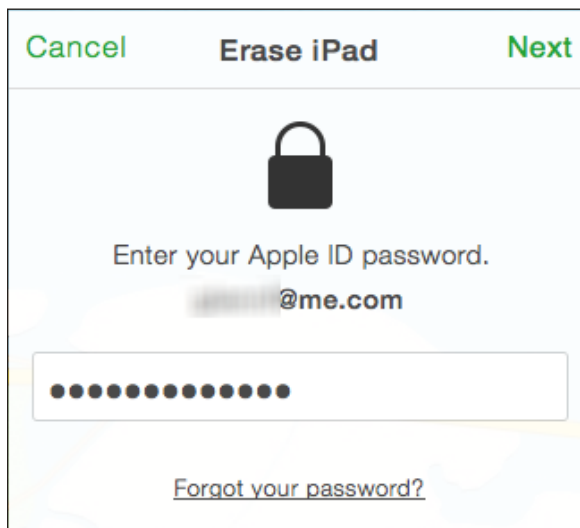 Cancel Erase iPad Next
Enter your Apple ID password.
@me.com
●●●●●●●●●●●●●
Forgot your password?